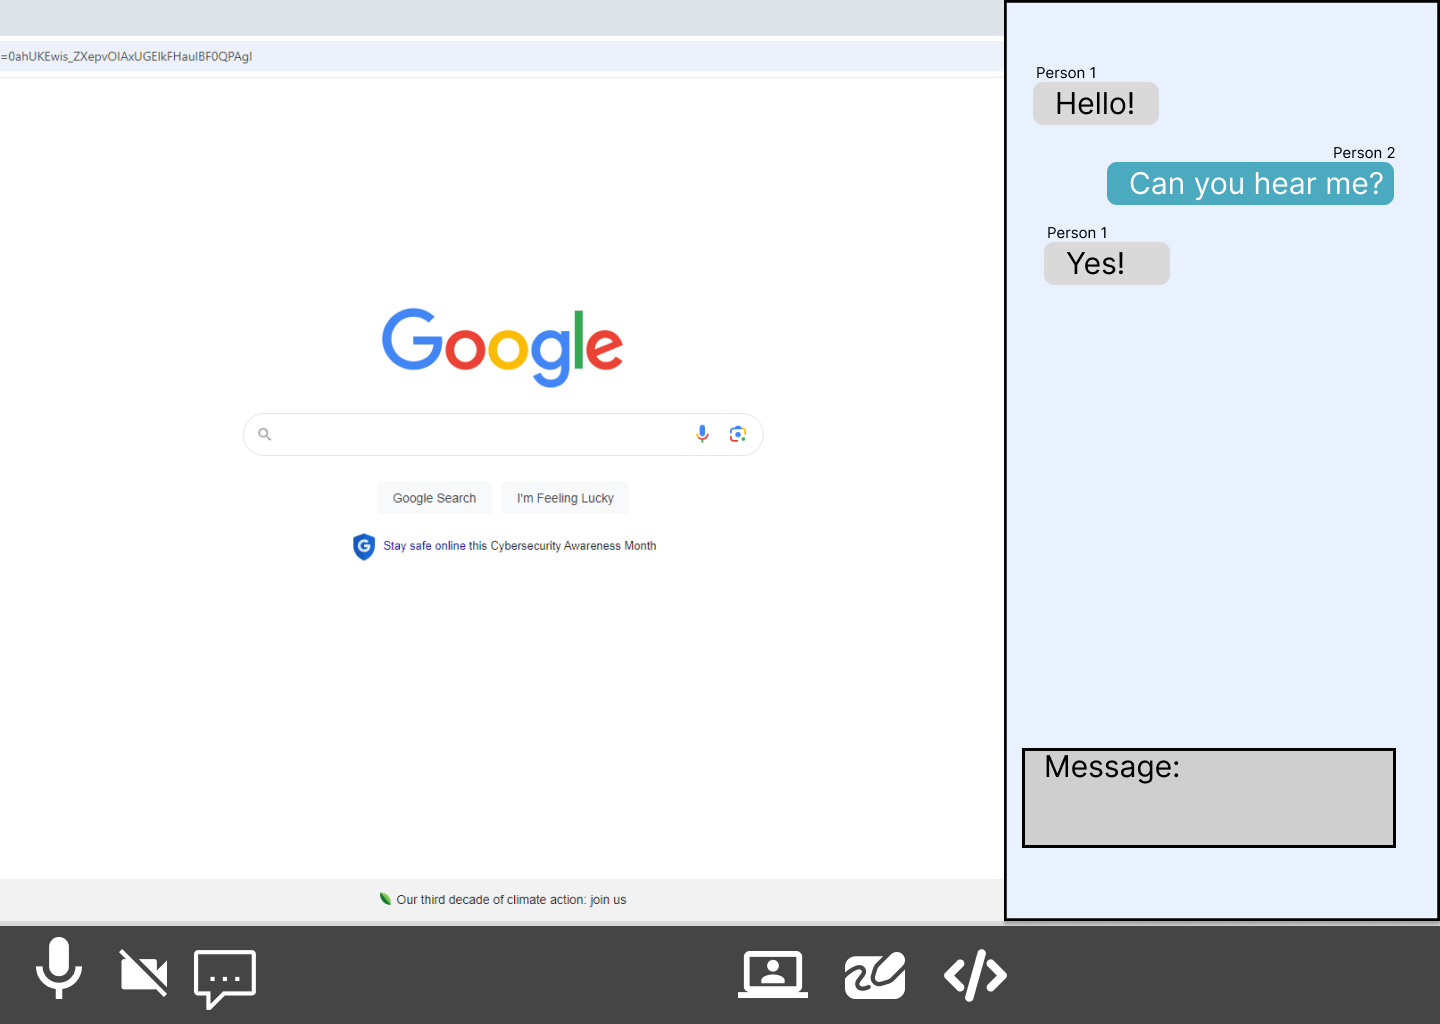 =0ahUKEwis_ZXepvOIAxUGEIkFHaulBF0QPAgI
Google
Google Search
I'm Feeling Lucky
Stay safe online this Cybersecurity Awareness Month
Our third decade of climate action: join us
Person 1
Hello!
Person 2
Can you hear me?
Person 1
Yes!
Message: